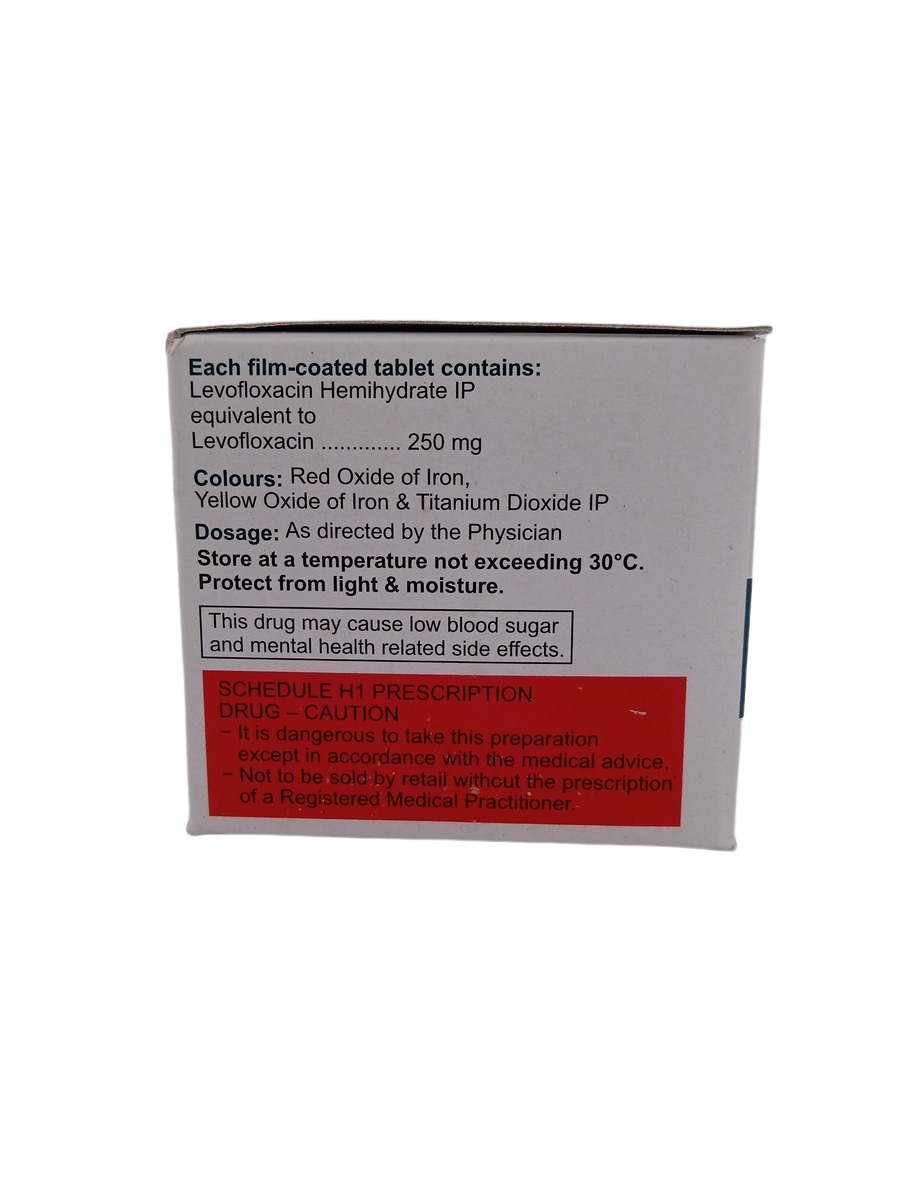 Each film-coated tablet contains:
Levofloxacin Hemihydrate IP
equivalent to
Levofloxacin ............. 250 mg
Colours: Red Oxide of Iron,
Yellow Oxide of Iron & Titanium Dioxide IP
Dosage: As directed by the Physician
Store at a temperature not exceeding 30°C.
Protect from light & moisture.
This drug may cause low blood sugar
and mental health related side effects.
SCHEDULE H1 PRESCRIPTION
DRUG – CAUTION
– It is dangerous to take this preparation
except in accordance with the medical advice.
– Not to be sold by retail without the prescription
of a Registered Medical Practitioner.